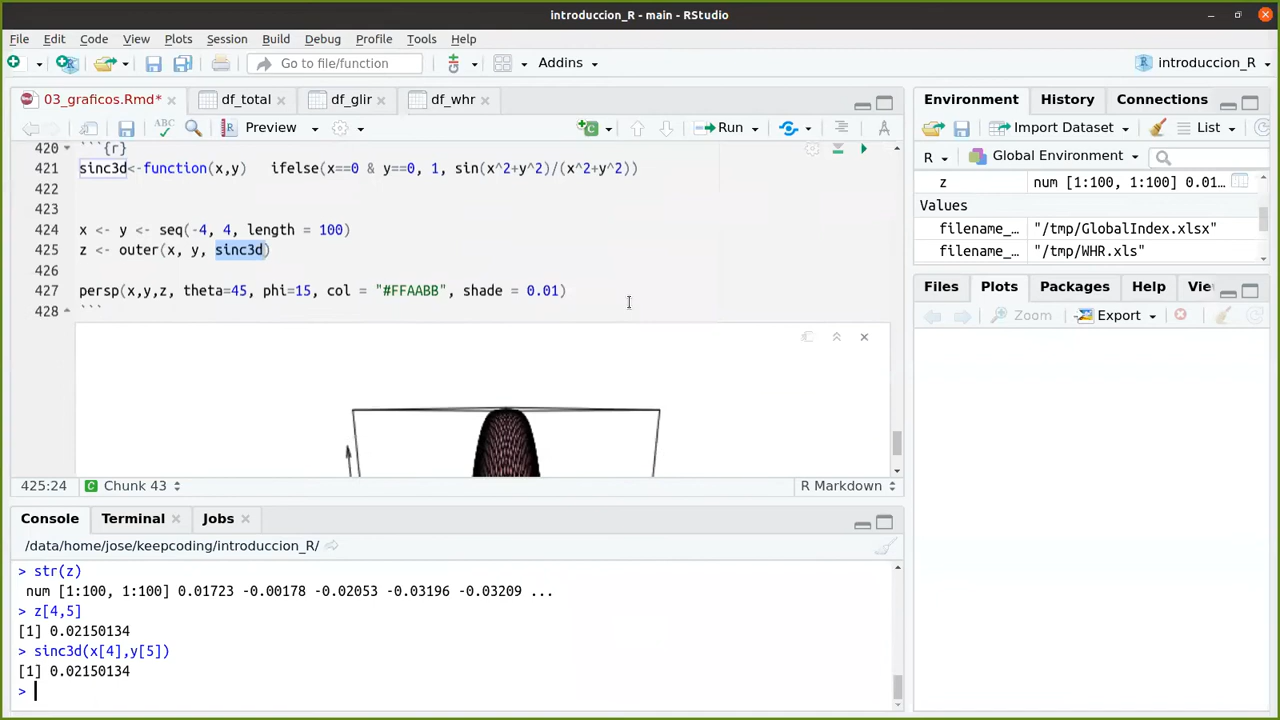 introduccion_R - main - RStudio
File Edit Code View Plots Session Build Debug Profile Tools Help
Go to file/function Addins introduccion_R
03_graficos.Rmd* df_total df_glir df_whr
ABC Preview Run
420 ```{r}
421 sinc3d<-function(x,y) ifelse(x==0 & y==0, 1, sin(x^2+y^2)/(x^2+y^2))
422
423
424 x <- y <- seq(-4, 4, length = 100)
425 z <- outer(x, y, sinc3d)
426
427 persp(x,y,z, theta=45, phi=15, col = "#FFAABB", shade = 0.01)
428 ```
425:24 Chunk 43 R Markdown
Console Terminal Jobs
/data/home/jose/keepcoding/introduccion_R/
> str(z)
num [1:100, 1:100] 0.01723 -0.00178 -0.02053 -0.03196 -0.03209 ...
> z[4,5]
[1] 0.02150134
> sinc3d(x[4],y[5])
[1] 0.02150134
>
Environment History Connections
Import Dataset List
R Global Environment
z num [1:100, 1:100] 0.01…
Values
filename_… "/tmp/GlobalIndex.xlsx"
filename_… "/tmp/WHR.xls"
Files Plots Packages Help Vie
Zoom Export